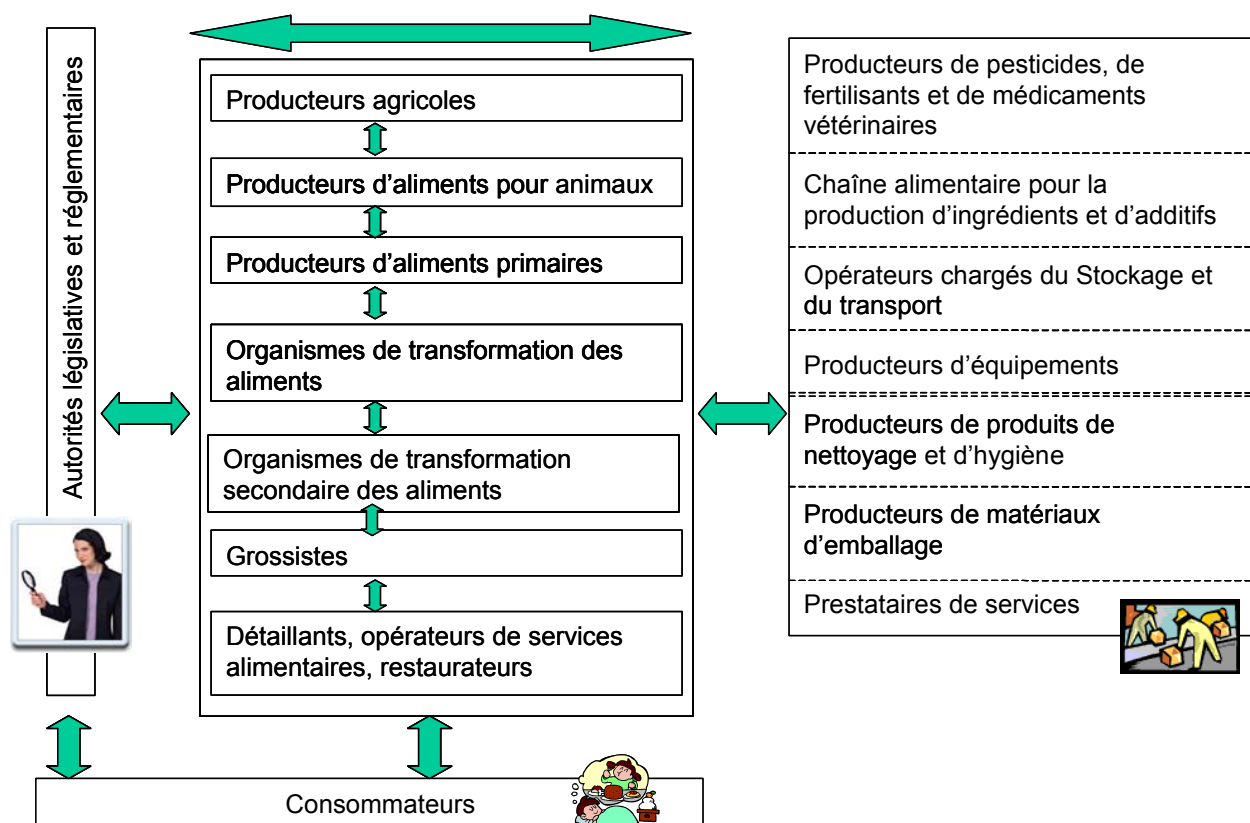 Autorités législatives et réglementaires
Producteurs agricoles
Producteurs d’aliments pour animaux
Producteurs d’aliments primaires
Organismes de transformation des
aliments
Organismes de transformation
secondaire des aliments
Grossistes
Détaillants, opérateurs de services
alimentaires, restaurateurs
Producteurs de pesticides, de
fertilisants et de médicaments
vétérinaires
Chaîne alimentaire pour la
production d’ingrédients et d’additifs
Opérateurs chargés du Stockage et
du transport
Producteurs d’équipements
Producteurs de produits de
nettoyage et d’hygiène
Producteurs de matériaux
d’emballage
Prestataires de services
Consommateurs